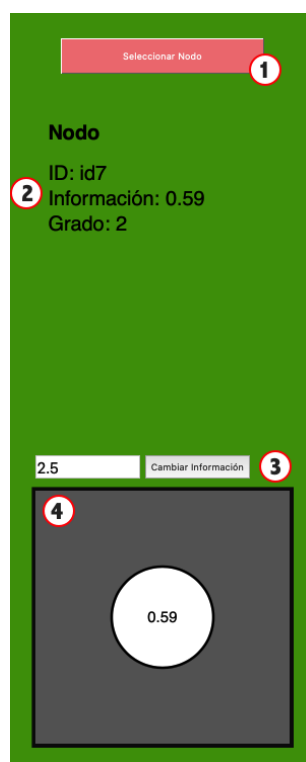 Seleccionar Nodo
1
Nodo
ID: id7
2
Información: 0.59
Grado: 2
2.5
Cambiar Información
3
4
0.59